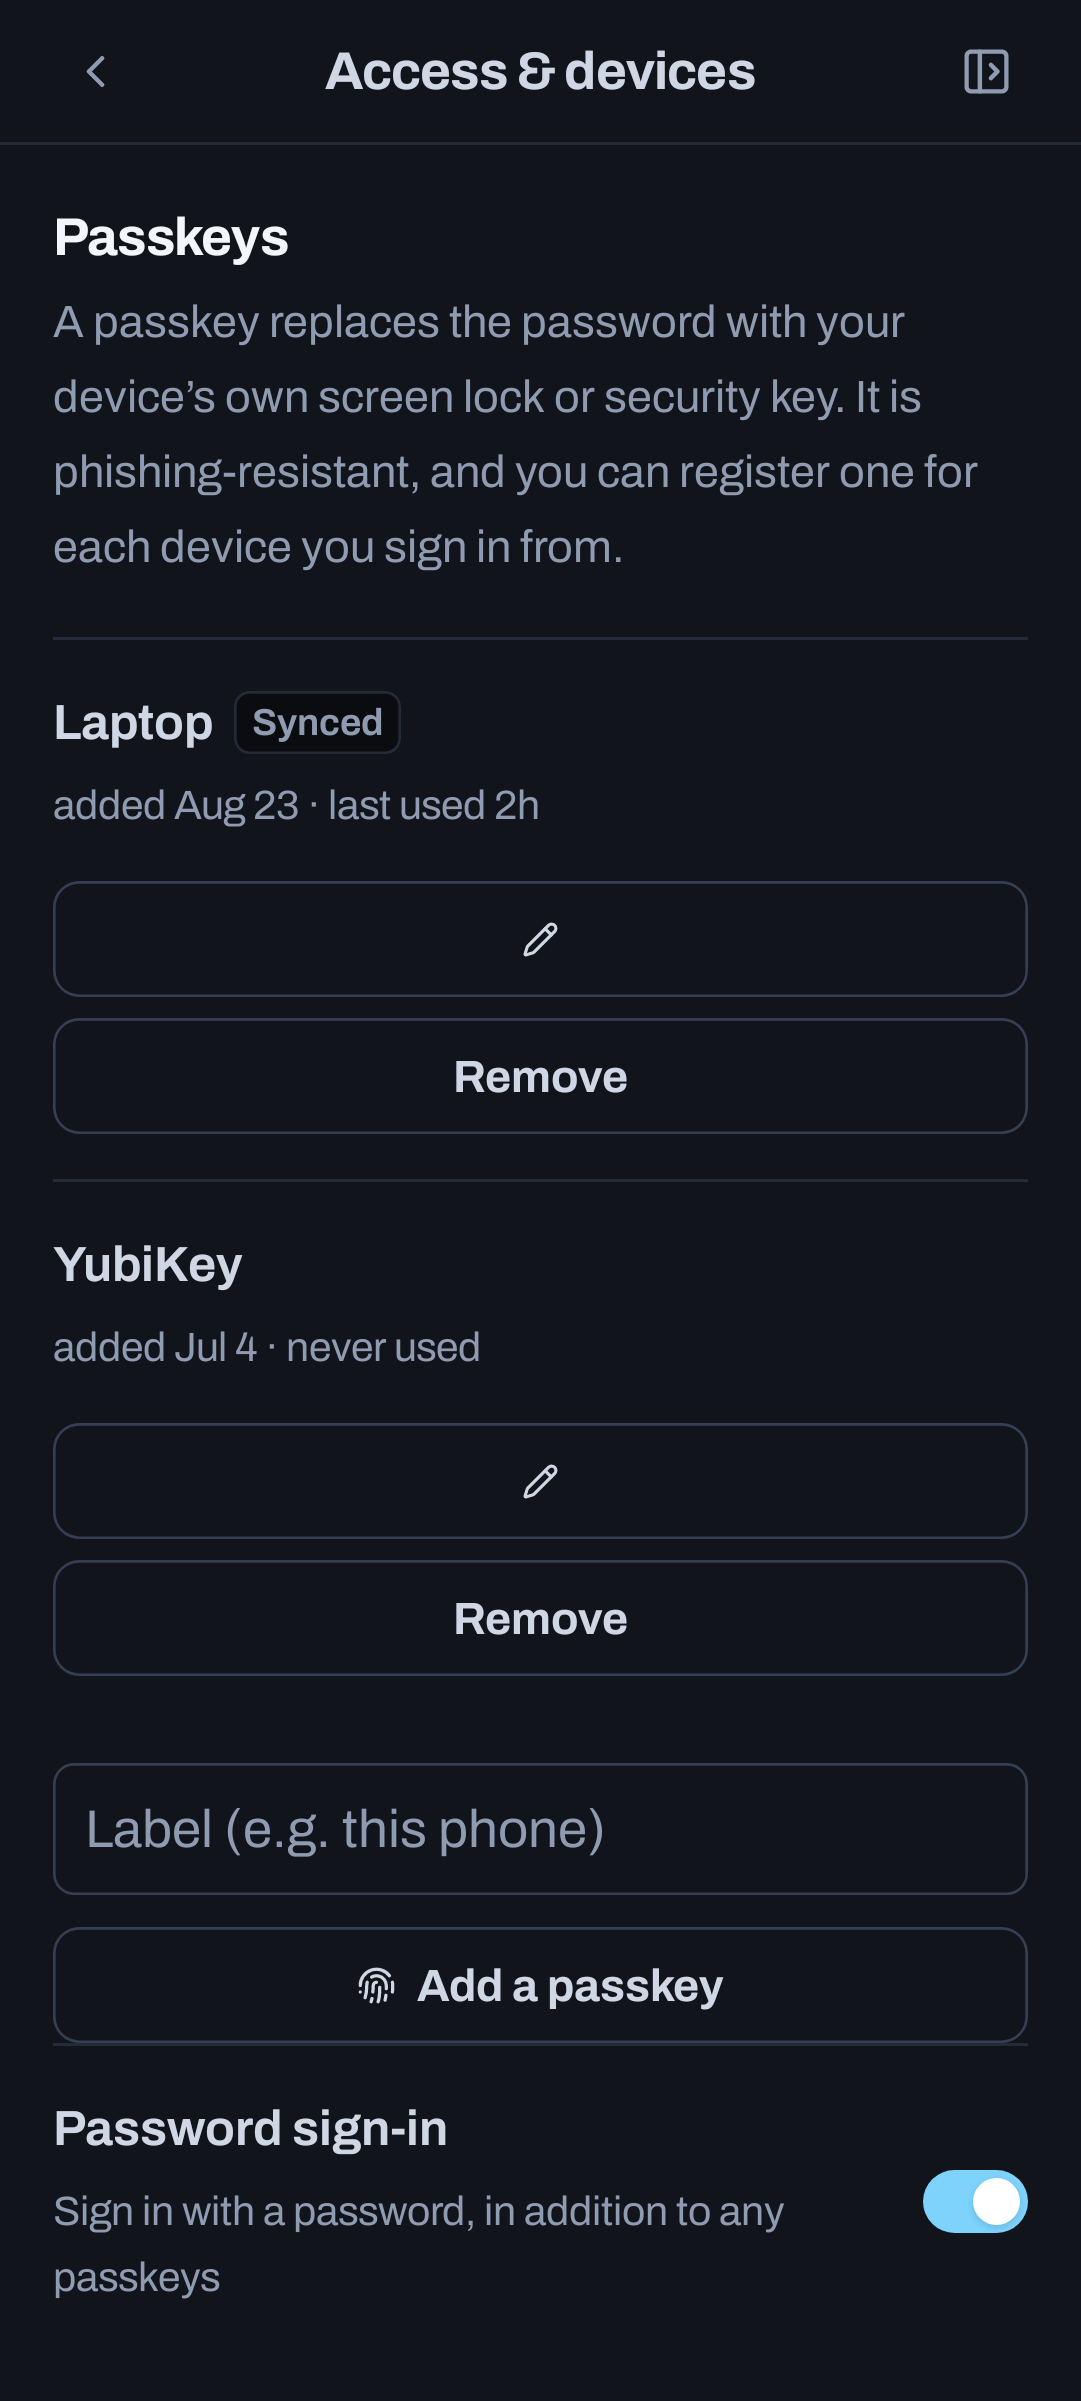 Access & devices
Passkeys
A passkey replaces the password with your
device’s own screen lock or security key. It is
phishing-resistant, and you can register one for
each device you sign in from.
Laptop Synced
added Aug 23 · last used 2h
Remove
YubiKey
added Jul 4 · never used
Remove
Label (e.g. this phone)
Add a passkey
Password sign-in
Sign in with a password, in addition to any
passkeys